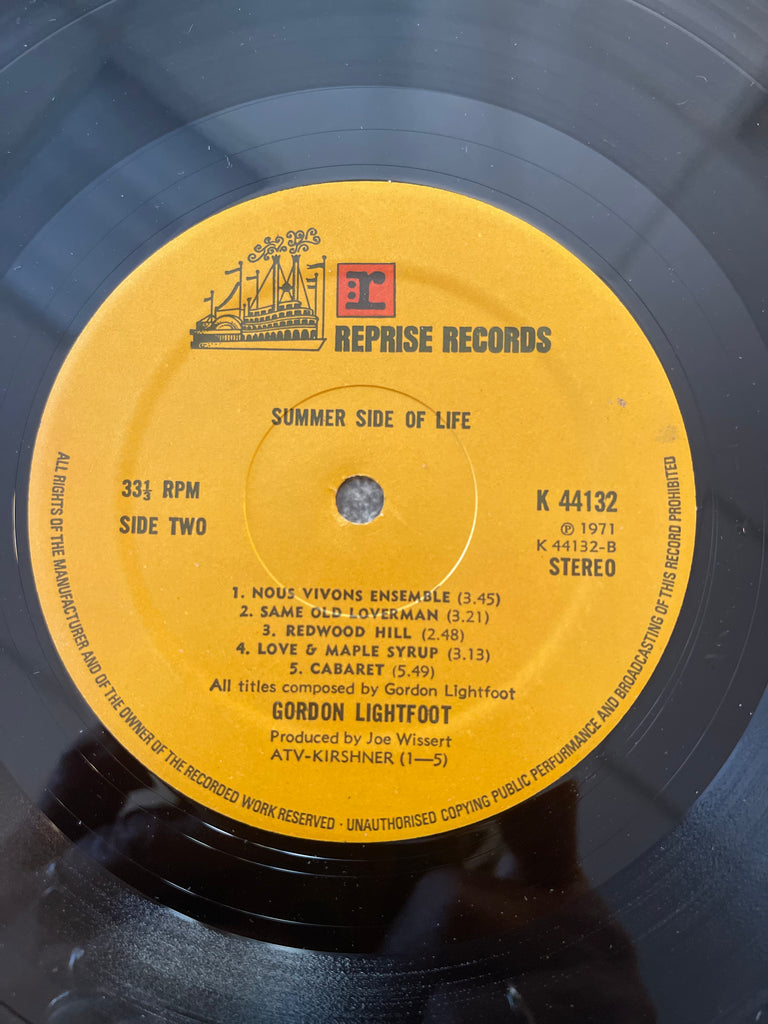 r
REPRISE RECORDS
SUMMER SIDE OF LIFE
33⅓ RPM
SIDE TWO
K 44132
℗ 1971
K 44132-B
STEREO
1. NOUS VIVONS ENSEMBLE (3.45)
2. SAME OLD LOVERMAN (3.21)
3. REDWOOD HILL (2.48)
4. LOVE & MAPLE SYRUP (3.13)
5. CABARET (5.49)
All titles composed by Gordon Lightfoot
GORDON LIGHTFOOT
Produced by Joe Wissert
ATV-KIRSHNER (1—5)
ALL RIGHTS OF THE MANUFACTURER AND OF THE OWNER OF THE RECORDED WORK RESERVED · UNAUTHORISED COPYING PUBLIC PERFORMANCE AND BROADCASTING OF THIS RECORD PROHIBITED